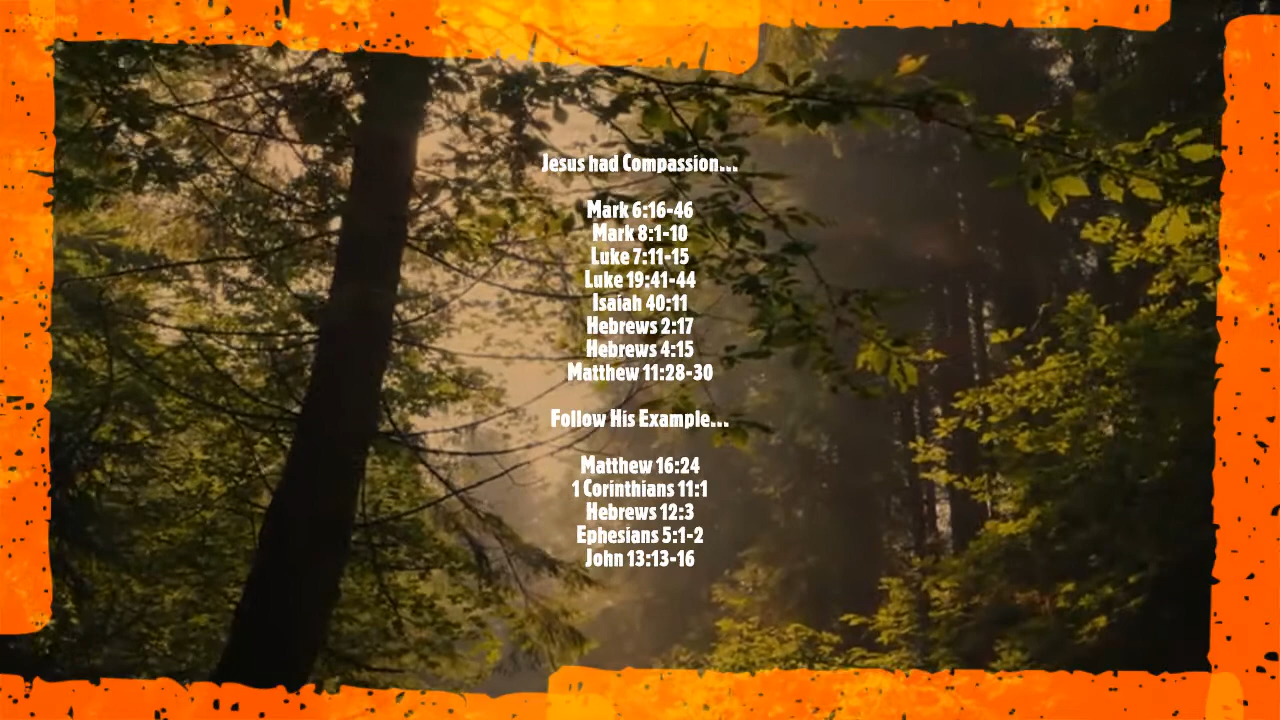 Jesus had Compassion...
Mark 6:16-46
Mark 8:1-10
Luke 7:11-15
Luke 19:41-44
Isaiah 40:11
Hebrews 2:17
Hebrews 4:15
Matthew 11:28-30
Follow His Example...
Matthew 16:24
1 Corinthians 11:1
Hebrews 12:3
Ephesians 5:1-2
John 13:13-16